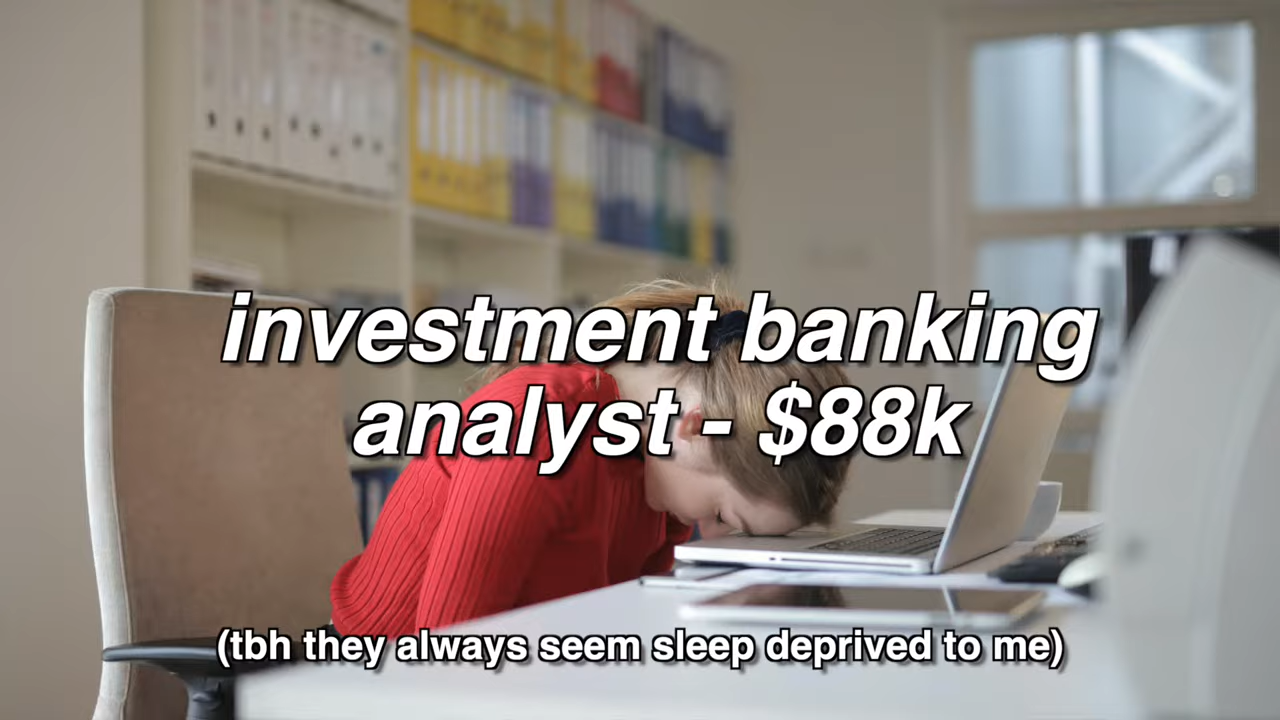 investment banking
analyst - $88k
(tbh they always seem sleep deprived to me)